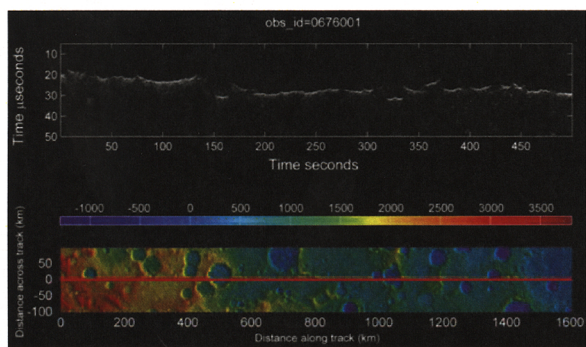 obs_id=0676001
Time µseconds
10
20
30
40
50
50 100 150 200 250 300 350 400 450
Time seconds
-1000 -500 0 500 1000 1500 2000 2500 3000 3500
Distance across track (km)
50
0
-50
-100
0 200 400 600 800 1000 1200 1400 1600
Distance along track (km)